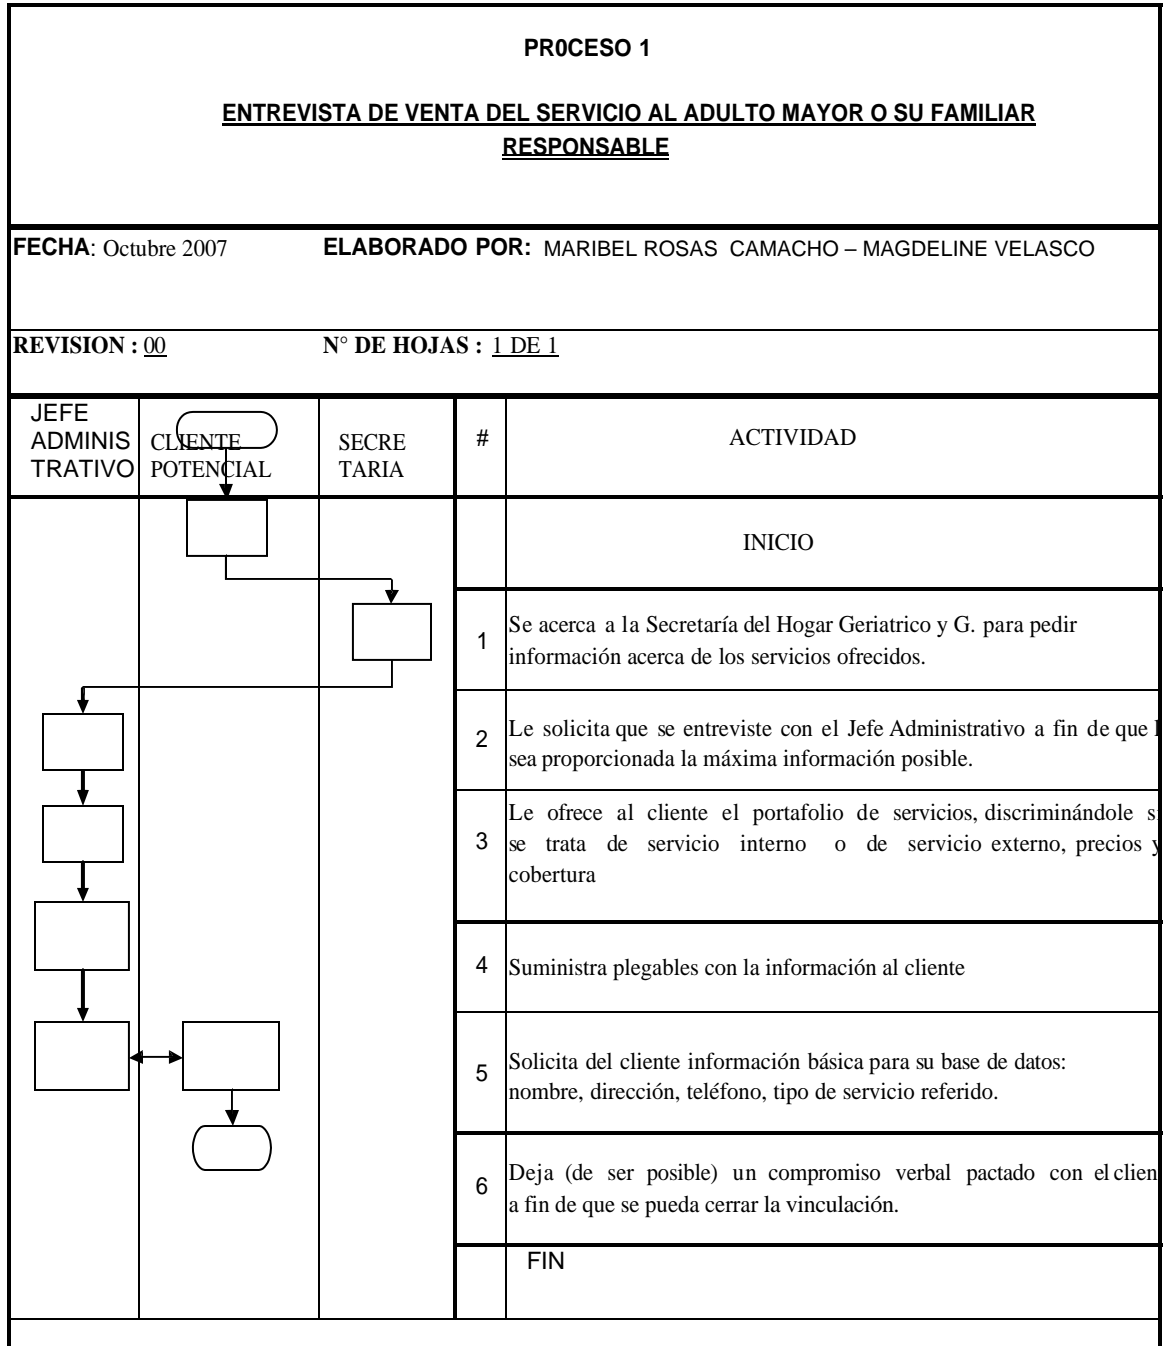 PR0CESO 1
ENTREVISTA DE VENTA DEL SERVICIO AL ADULTO MAYOR O SU FAMILIAR
RESPONSABLE
FECHA: Octubre 2007 ELABORADO POR: MARIBEL ROSAS CAMACHO – MAGDELINE VELASCO
REVISION : 00 N° DE HOJAS : 1 DE 1
JEFE
ADMINIS
TRATIVO
CLIENTE
POTENCIAL
SECRE
TARIA
# ACTIVIDAD
INICIO
1 Se acerca a la Secretaría del Hogar Geriatrico y G. para pedir
información acerca de los servicios ofrecidos.
2 Le solicita que se entreviste con el Jefe Administrativo a fin de que
sea proporcionada la máxima información posible.
3 Le ofrece al cliente el portafolio de servicios, discriminándole
se trata de servicio interno o de servicio externo, precios y
cobertura
4 Suministra plegables con la información al cliente
5 Solicita del cliente información básica para su base de datos:
nombre, dirección, teléfono, tipo de servicio referido.
6 Deja (de ser posible) un compromiso verbal pactado con el clien
a fin de que se pueda cerrar la vinculación.
FIN